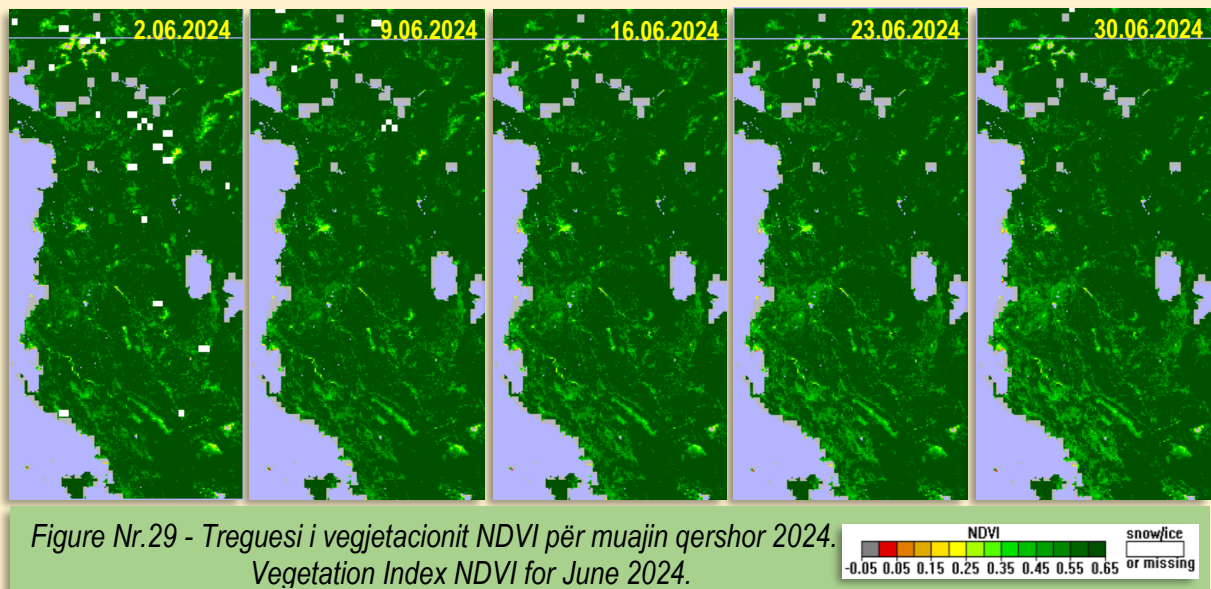 2.06.2024
9.06.2024
16.06.2024
23.06.2024
30.06.2024
Figure Nr.29 - Treguesi i vegjetacionit NDVI për muajin qershor 2024.
Vegetation Index NDVI for June 2024.
NDVI
-0.05 0.05 0.15 0.25 0.35 0.45 0.55 0.65
snow/ice
or missing